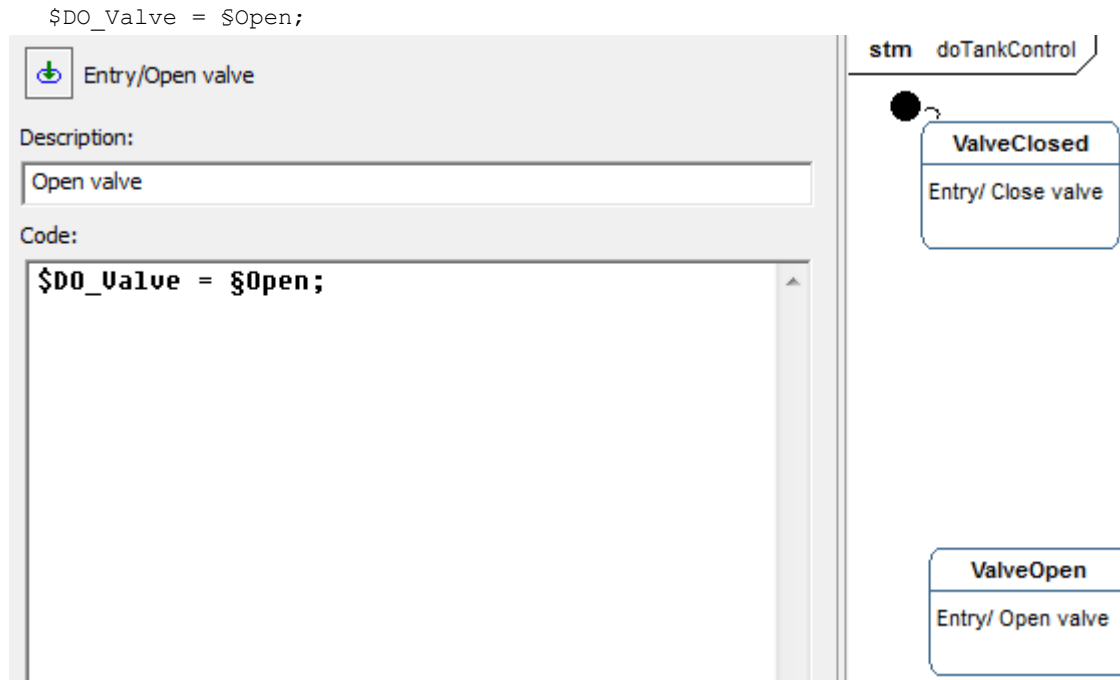 $DO_Valve = §Open;
Entry/Open valve
Description:
Open valve
Code:
$DO_Valve = §Open;
stm doTankControl
ValveClosed
Entry/ Close valve
ValveOpen
Entry/ Open valve